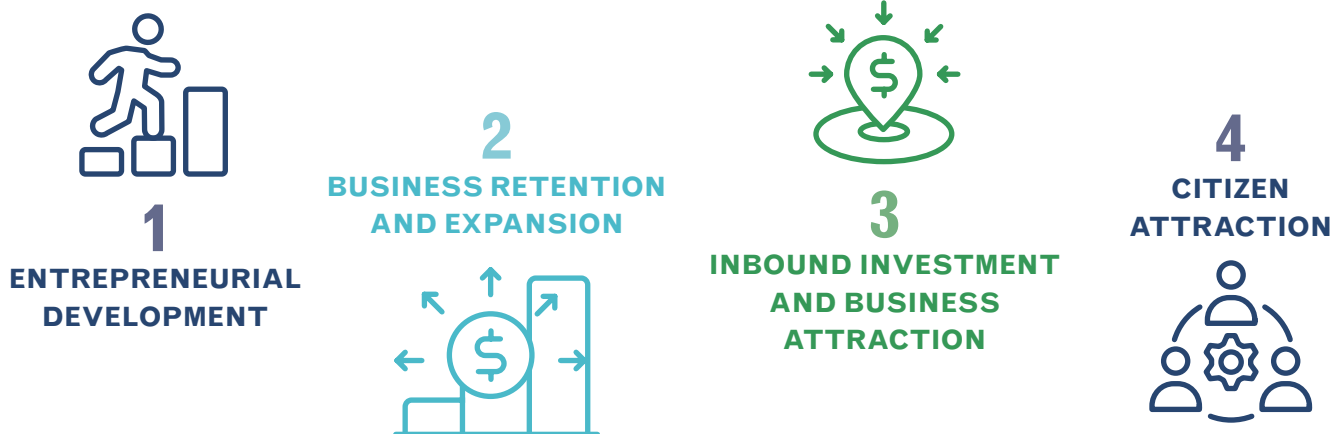 1
ENTREPRENEURIAL
DEVELOPMENT
2
BUSINESS RETENTION
AND EXPANSION
$
$
3
INBOUND INVESTMENT
AND BUSINESS
ATTRACTION
4
CITIZEN
ATTRACTION